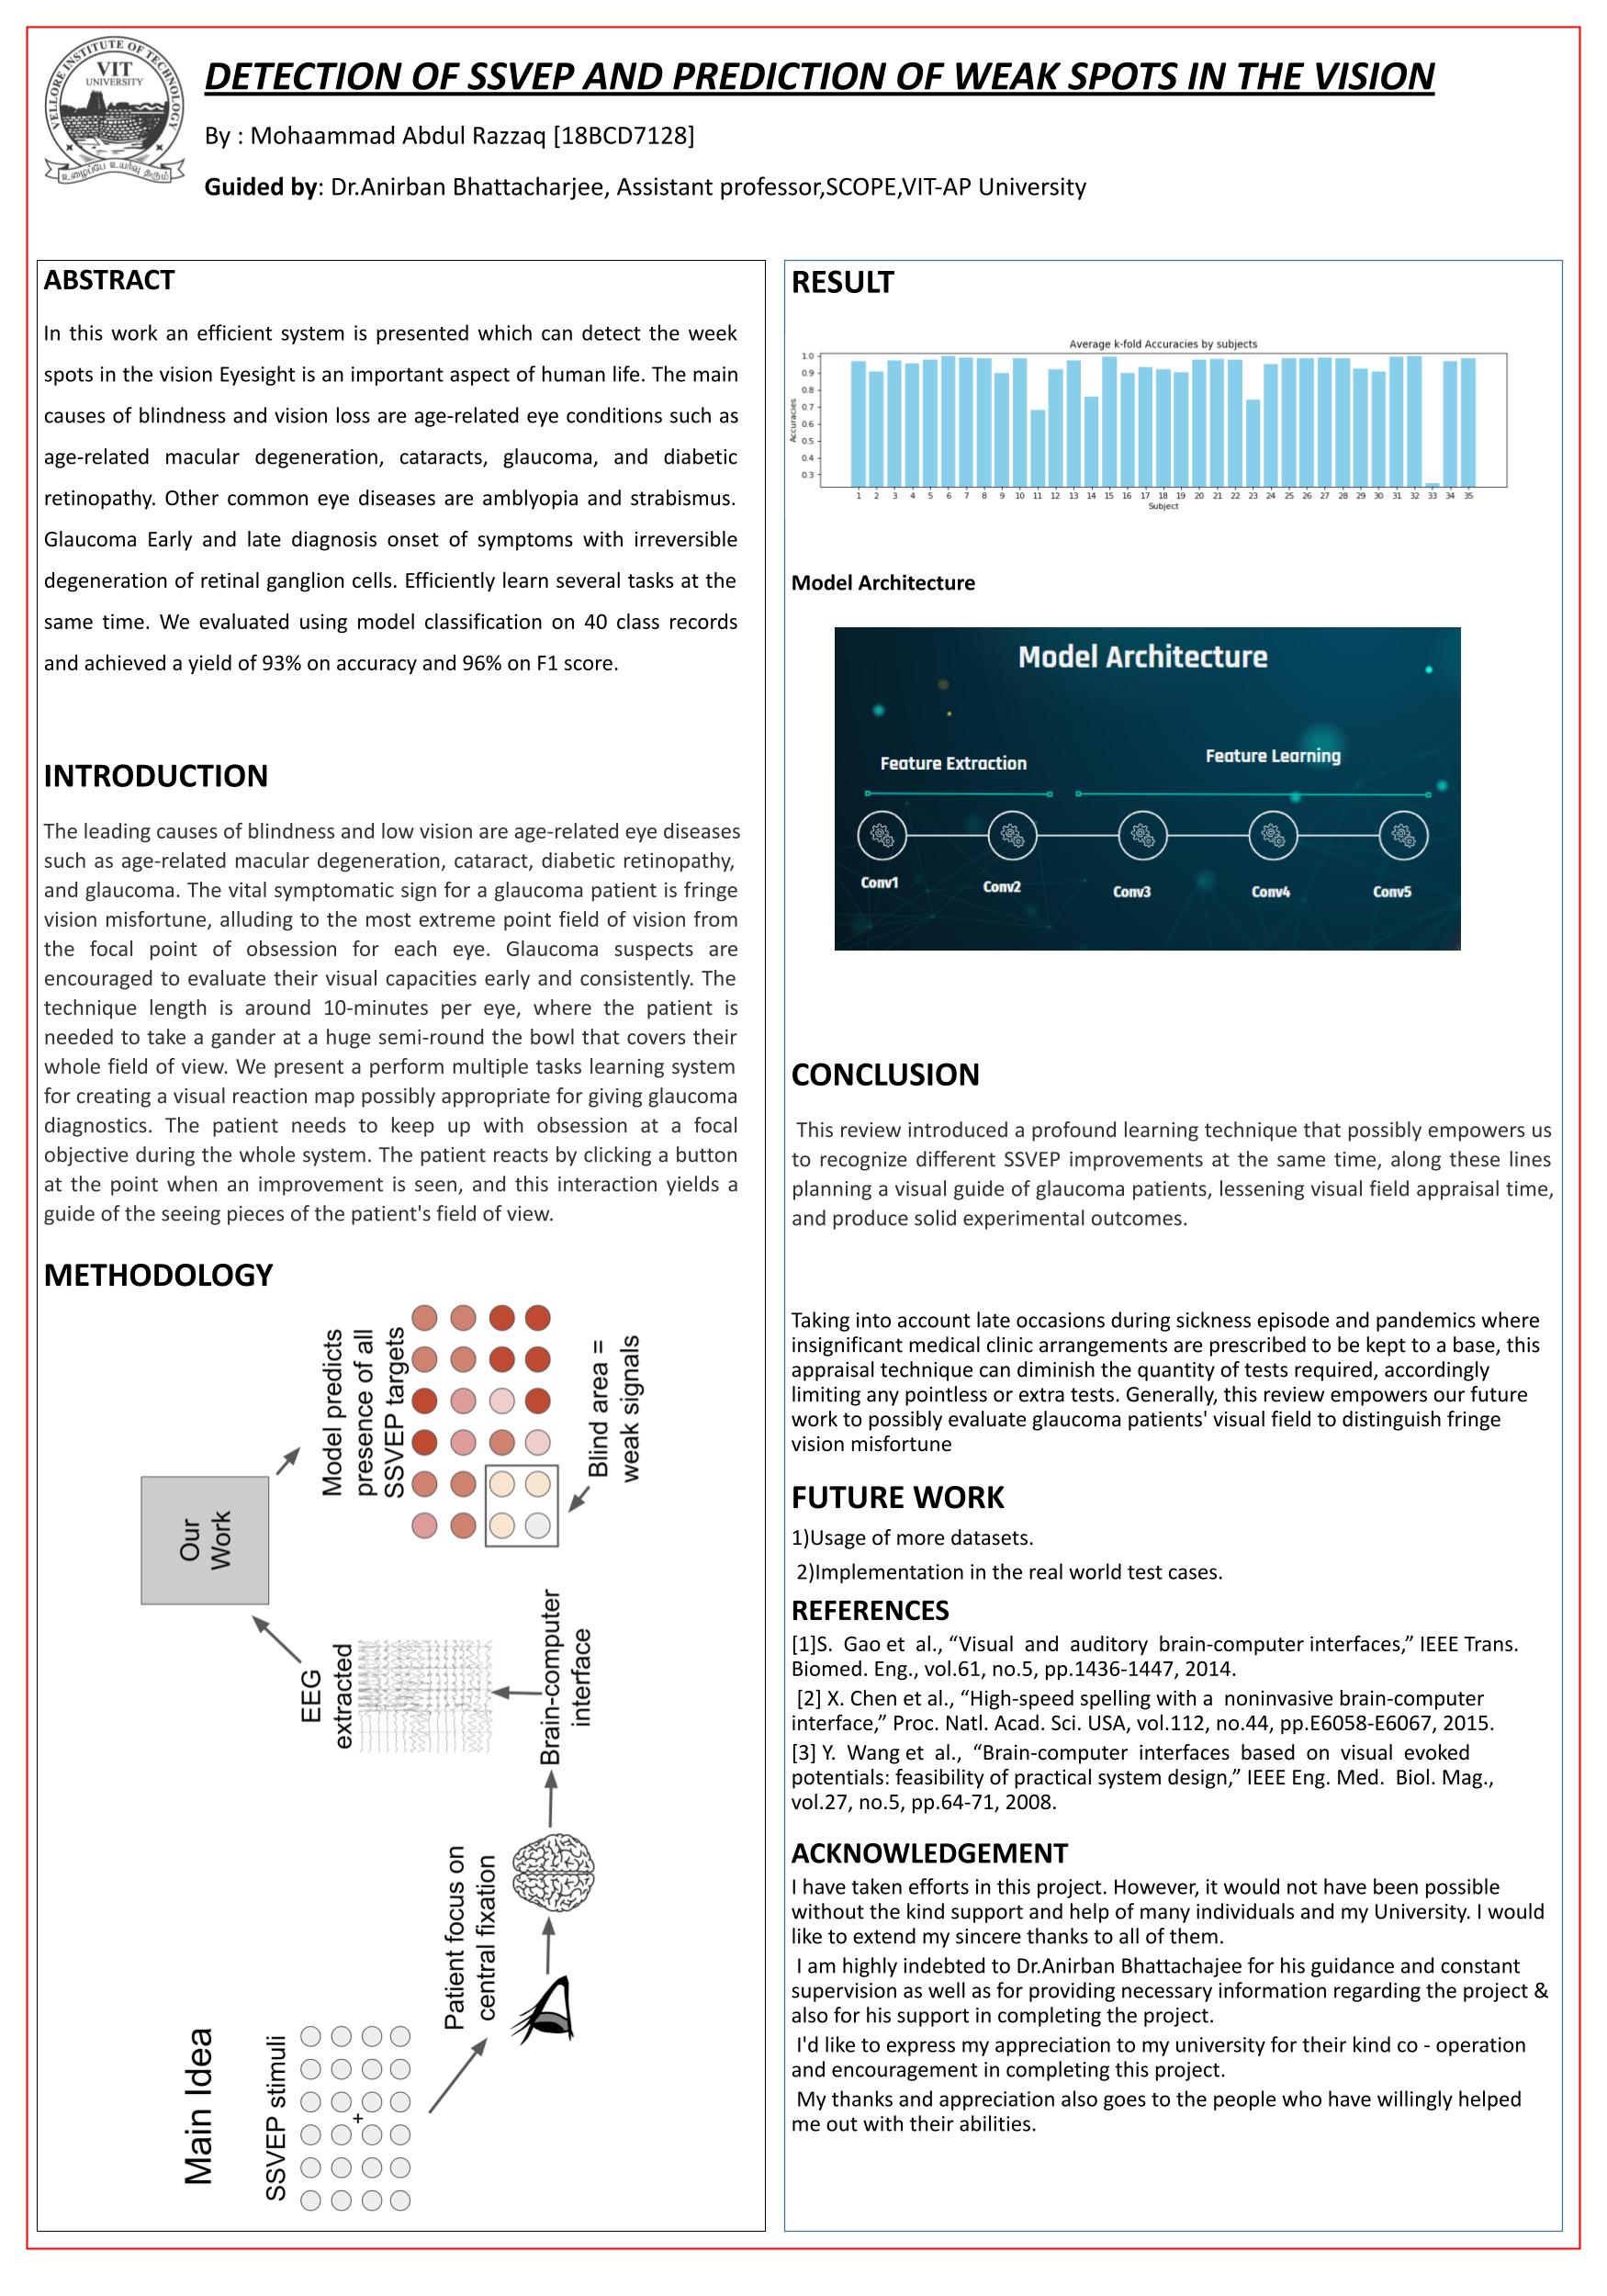 VELLORE INSTITUTE OF TECHNOLOGY
VIT
UNIVERSITY
DETECTION OF SSVEP AND PREDICTION OF WEAK SPOTS IN THE VISION
By : Mohaammad Abdul Razzaq [18BCD7128]
Guided by: Dr.Anirban Bhattacharjee, Assistant professor,SCOPE,VIT-AP University
ABSTRACT
In this work an efficient system is presented which can detect the week
spots in the vision Eyesight is an important aspect of human life. The main
causes of blindness and vision loss are age-related eye conditions such as
age-related macular degeneration, cataracts, glaucoma, and diabetic
retinopathy. Other common eye diseases are amblyopia and strabismus.
Glaucoma Early and late diagnosis onset of symptoms with irreversible
degeneration of retinal ganglion cells. Efficiently learn several tasks at the
same time. We evaluated using model classification on 40 class records
and achieved a yield of 93% on accuracy and 96% on F1 score.
INTRODUCTION
The leading causes of blindness and low vision are age-related eye diseases
such as age-related macular degeneration, cataract, diabetic retinopathy,
and glaucoma. The vital symptomatic sign for a glaucoma patient is fringe
vision misfortune, alluding to the most extreme point field of vision from
the focal point of obsession for each eye. Glaucoma suspects are
encouraged to evaluate their visual capacities early and consistently. The
technique length is around 10-minutes per eye, where the patient is
needed to take a gander at a huge semi-round the bowl that covers their
whole field of view. We present a perform multiple tasks learning system
for creating a visual reaction map possibly appropriate for giving glaucoma
diagnostics. The patient needs to keep up with obsession at a focal
objective during the whole system. The patient reacts by clicking a button
at the point when an improvement is seen, and this interaction yields a
guide of the seeing pieces of the patient's field of view.
METHODOLOGY
Main Idea
SSVEP stimuli
+
Patient focus on
central fixation
Brain-computer
interface
EEG
extracted
Our
Work
Model predicts
presence of all
SSVEP targets
Blind area =
weak signals
RESULT
Average k-fold Accuracies by subjects
Accuracies
1.0
0.9
0.8
0.7
0.6
0.5
0.4
0.3
1 2 3 4 5 6 7 8 9 10 11 12 13 14 15 16 17 18 19 20 21 22 23 24 25 26 27 28 29 30 31 32 33 34 35
Subject
Model Architecture
Model Architecture
Feature Extraction
Feature Learning
Conv1 Conv2 Conv3 Conv4 Conv5
CONCLUSION
This review introduced a profound learning technique that possibly empowers us
to recognize different SSVEP improvements at the same time, along these lines
planning a visual guide of glaucoma patients, lessening visual field appraisal time,
and produce solid experimental outcomes.
Taking into account late occasions during sickness episode and pandemics where
insignificant medical clinic arrangements are prescribed to be kept to a base, this
appraisal technique can diminish the quantity of tests required, accordingly
limiting any pointless or extra tests. Generally, this review empowers our future
work to possibly evaluate glaucoma patients' visual field to distinguish fringe
vision misfortune
FUTURE WORK
1)Usage of more datasets.
2)Implementation in the real world test cases.
REFERENCES
[1]S. Gao et al., “Visual and auditory brain-computer interfaces,” IEEE Trans.
Biomed. Eng., vol.61, no.5, pp.1436-1447, 2014.
[2] X. Chen et al., “High-speed spelling with a noninvasive brain-computer
interface,” Proc. Natl. Acad. Sci. USA, vol.112, no.44, pp.E6058-E6067, 2015.
[3] Y. Wang et al., “Brain-computer interfaces based on visual evoked
potentials: feasibility of practical system design,” IEEE Eng. Med. Biol. Mag.,
vol.27, no.5, pp.64-71, 2008.
ACKNOWLEDGEMENT
I have taken efforts in this project. However, it would not have been possible
without the kind support and help of many individuals and my University. I would
like to extend my sincere thanks to all of them.
I am highly indebted to Dr.Anirban Bhattachajee for his guidance and constant
supervision as well as for providing necessary information regarding the project &
also for his support in completing the project.
I'd like to express my appreciation to my university for their kind co - operation
and encouragement in completing this project.
My thanks and appreciation also goes to the people who have willingly helped
me out with their abilities.